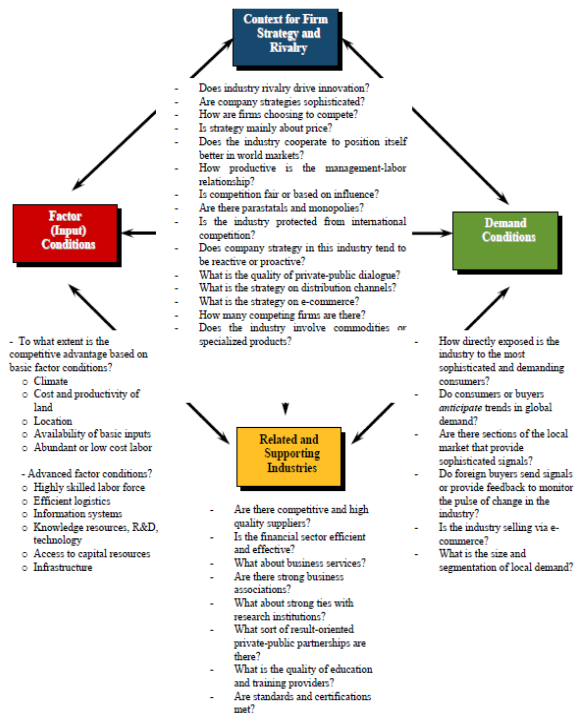 Context for Firm
Strategy and
Rivalry
- Does industry rivalry drive innovation?
- Are company strategies sophisticated?
- How are firms choosing to compete?
- Is strategy mainly about price?
- Does the industry cooperate to position itself
better in world markets?
- How productive is the management-labor
relationship?
- Is competition fair or based on influence?
- Are there parastatals and monopolies?
- Is the industry protected from international
competition?
- Does company strategy in this industry tend to
be reactive or proactive?
- What is the quality of private-public dialogue?
- What is the strategy on distribution channels?
- What is the strategy on e-commerce?
- How many competing firms are there?
- Does the industry involve commodities or
specialized products?
Factor
(Input)
Conditions
Demand
Conditions
- To what extent is the
competitive advantage based on
basic factor conditions?
o Climate
o Cost and productivity of
land
o Location
o Availability of basic inputs
o Abundant or low cost labor
- Advanced factor conditions?
o Highly skilled labor force
o Efficient logistics
o Information systems
o Knowledge resources, R&D,
technology
o Access to capital resources
o Infrastructure
Related and
Supporting
Industries
- Are there competitive and high
quality suppliers?
- Is the financial sector efficient
and effective?
- What about business services?
- Are there strong business
associations?
- What about strong ties with
research institutions?
- What sort of result-oriented
private-public partnerships are
there?
- What is the quality of education
and training providers?
- Are standards and certifications
met?
- How directly exposed is the
industry to the most
sophisticated and demanding
consumers?
- Do consumers or buyers
anticipate trends in global
demand?
- Are there sections of the local
market that provide
sophisticated signals?
- Do foreign buyers send signals
or provide feedback to monitor
the pulse of change in the
industry?
- Is the industry selling via e-
commerce?
- What is the size and
segmentation of local demand?